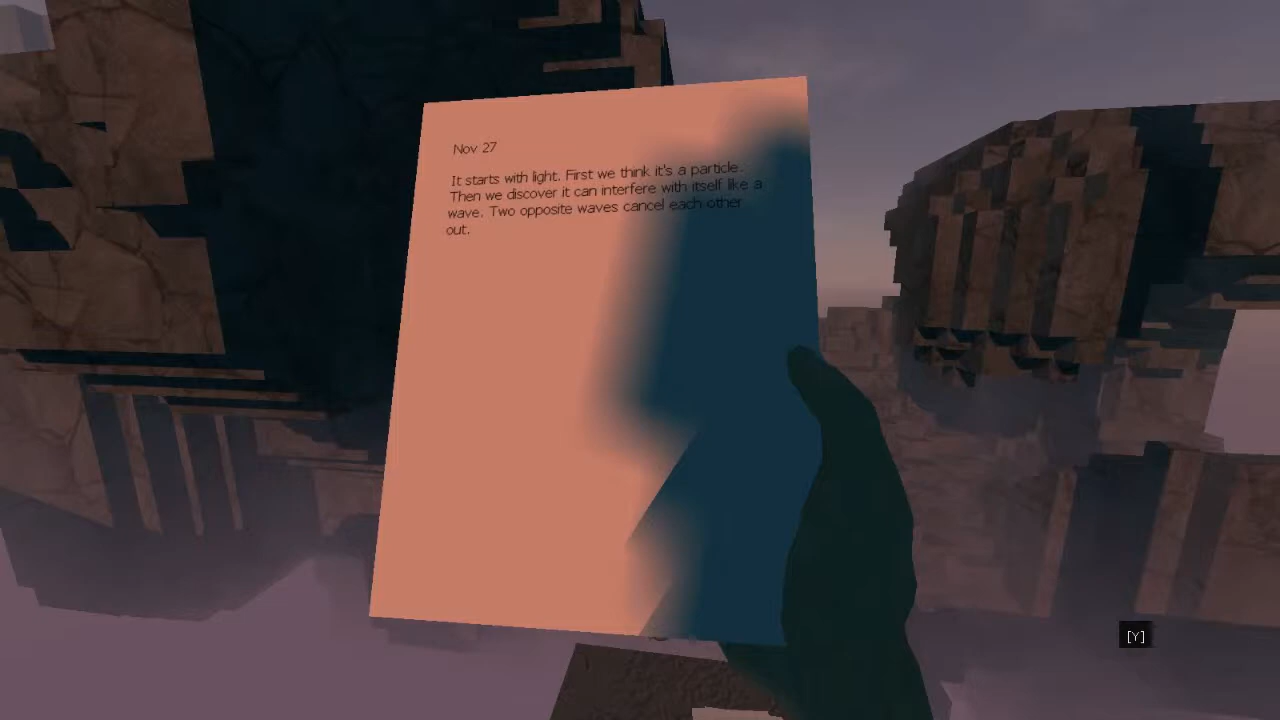 Nov 27
It starts with light. First we think it's a particle.
Then we discover it can interfere with itself like a
wave. Two opposite waves cancel each other
out.
[Y]